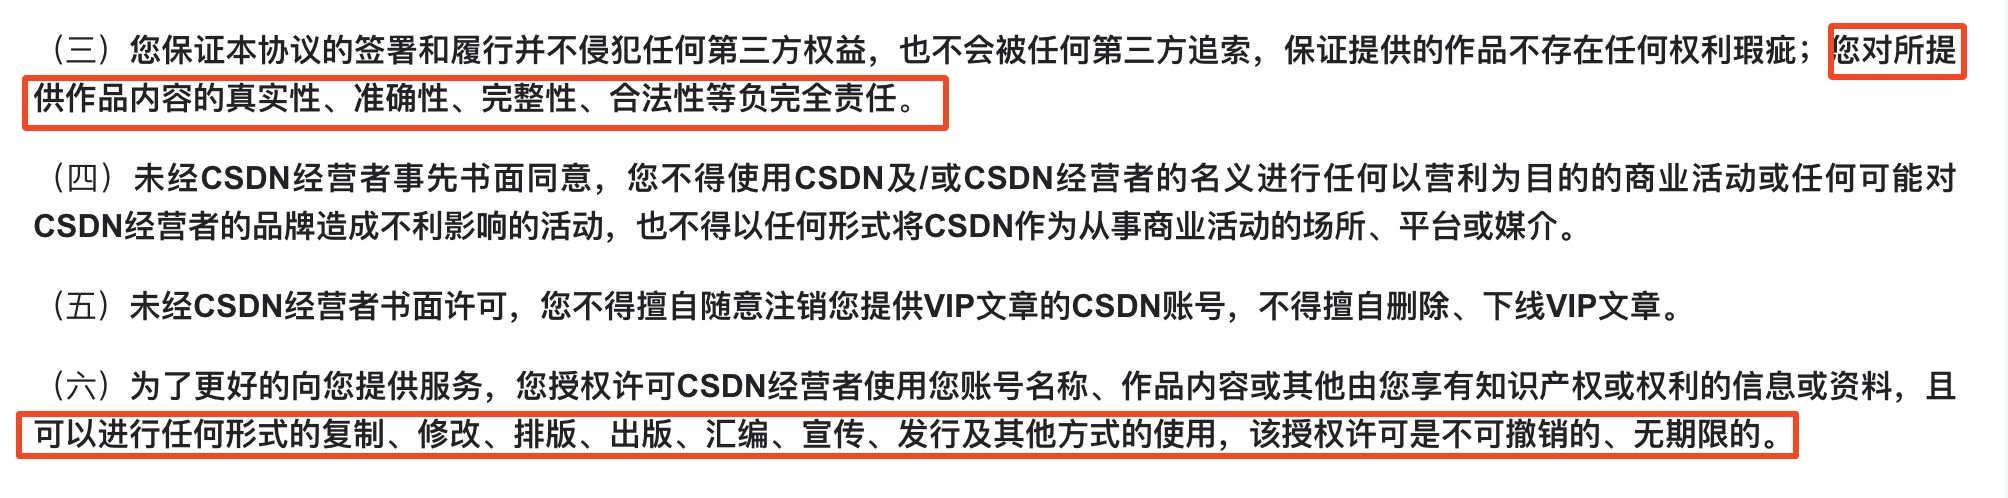 （三）您保证本协议的签署和履行并不侵犯任何第三方权益，也不会被任何第三方追索，保证提供的作品不存在任何权利瑕疵；您对所提
供作品内容的真实性、准确性、完整性、合法性等负完全责任。
（四）未经CSDN经营者事先书面同意，您不得使用CSDN及/或CSDN经营者的名义进行任何以营利为目的的商业活动或任何可能对
CSDN经营者的品牌造成不利影响的活动，也不得以任何形式将CSDN作为从事商业活动的场所、平台或媒介。
（五）未经CSDN经营者书面许可，您不得擅自随意注销您提供VIP文章的CSDN账号，不得擅自删除、下线VIP文章。
（六）为了更好的向您提供服务，您授权许可CSDN经营者使用您账号名称、作品内容或其他由您享有知识产权或权利的信息或资料，且
可以进行任何形式的复制、修改、排版、出版、汇编、宣传、发行及其他方式的使用，该授权许可是不可撤销的、无期限的。